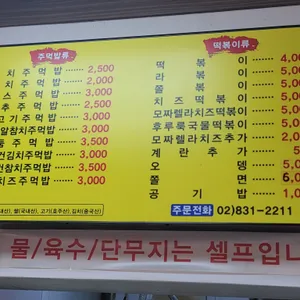 주먹밥류
치주먹밥 2,500
주먹밥 2,000
스주먹밥 3,000
추주먹밥 2,500
고기주먹밥 3,000
알참치주먹밥 3,000
동주먹밥 3,500
건김치주먹밥 3,000
건참치주먹밥 3,500
치즈주먹밥 3,000
떡볶이류
떡볶이 4,0
라볶이 5,0
쫄볶이 5,0
치즈떡볶이 5,0
모짜렐라치즈떡볶이
후루룩국물떡볶이
모짜렐라치즈추가 2,0
계란추가
오뎅 5,0
쫄면 6,0
공기밥 1,0
주문전화 02)831-2211
물/육수/단무지는 셀프입니